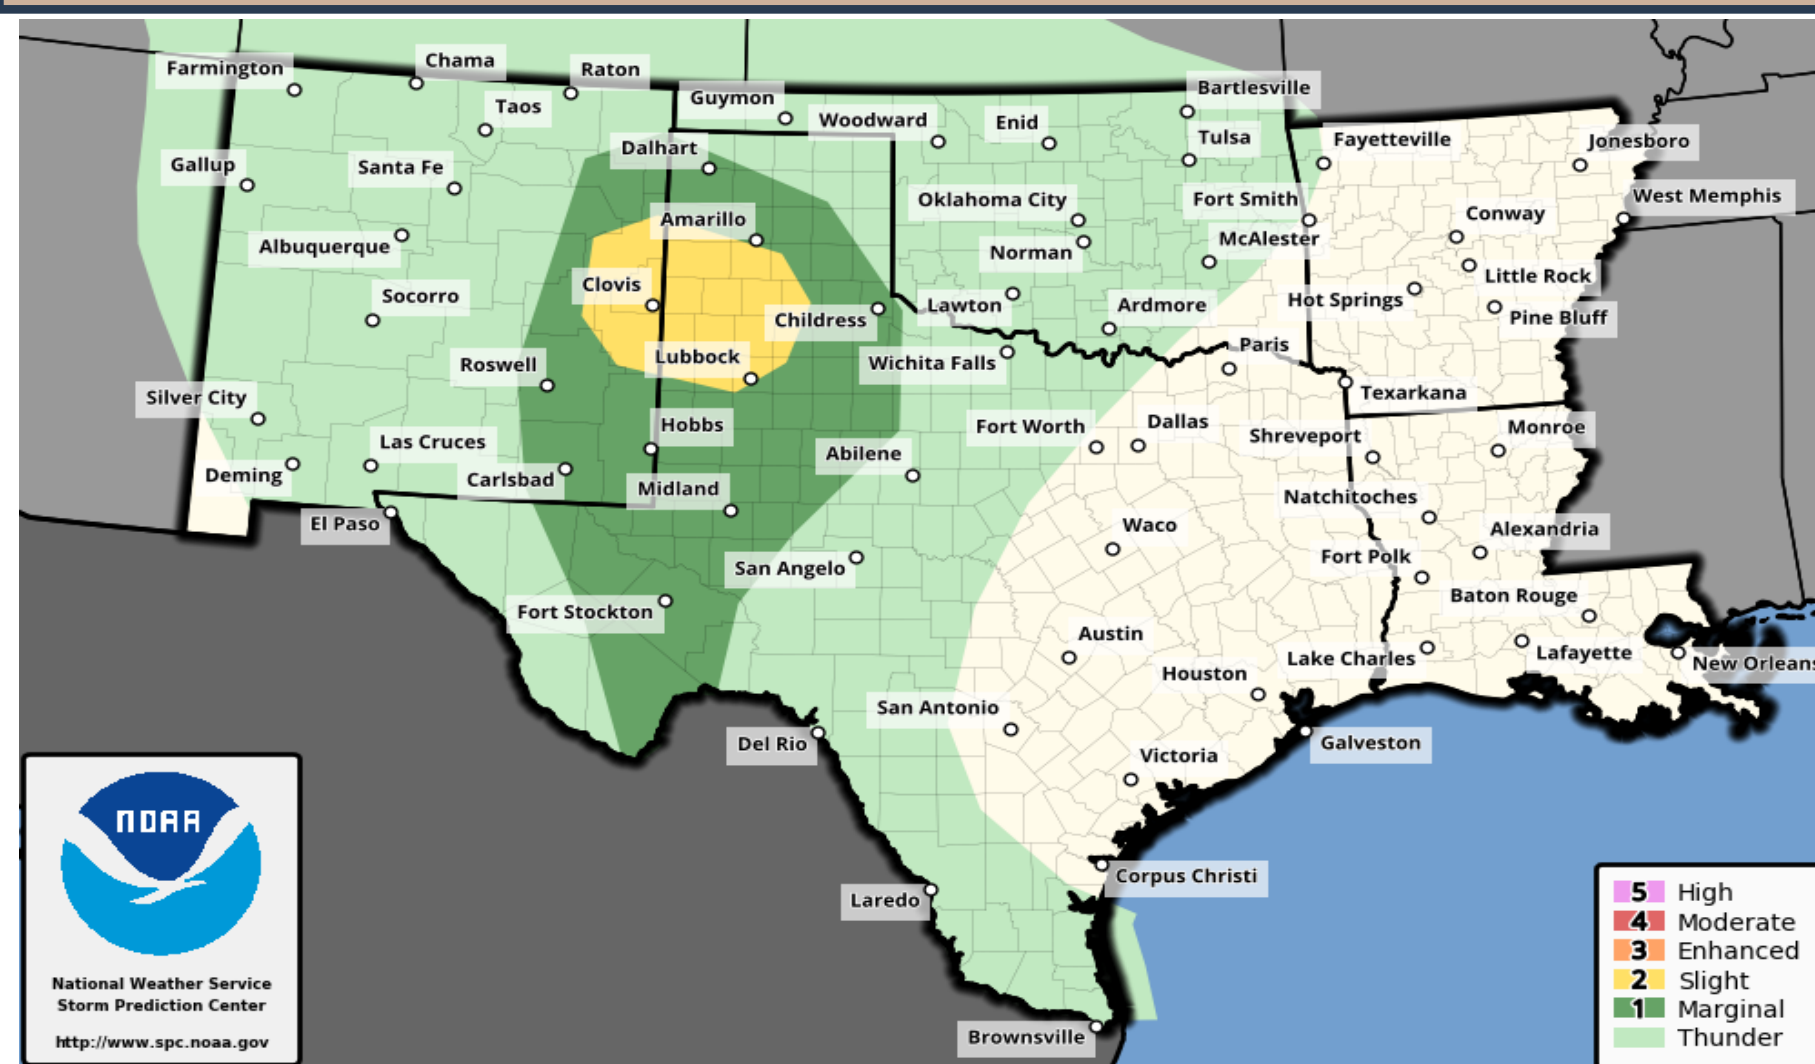 Farmington
Chama
Raton
Taos
Guymon
Woodward
Enid
Bartlesville
Tulsa
Fayetteville
Jonesboro
Gallup
Santa Fe
Dalhart
Oklahoma City
Fort Smith
West Memphis
Conway
Albuquerque
Amarillo
Norman
McAlester
Little Rock
Socorro
Clovis
Childress
Lawton
Ardmore
Hot Springs
Pine Bluff
Roswell
Lubbock
Wichita Falls
Paris
Texarkana
Silver City
Las Cruces
Hobbs
Fort Worth
Dallas
Shreveport
Monroe
Deming
Carlsbad
Midland
Abilene
Natchitoches
El Paso
Waco
Alexandria
San Angelo
Fort Polk
Fort Stockton
Baton Rouge
Austin
Houston
Lake Charles
Lafayette
New Orleans
San Antonio
Del Rio
Victoria
Galveston
Corpus Christi
Laredo
Brownsville
NOAA
National Weather Service
Storm Prediction Center
http://www.spc.noaa.gov
5 High
4 Moderate
3 Enhanced
2 Slight
1 Marginal
Thunder